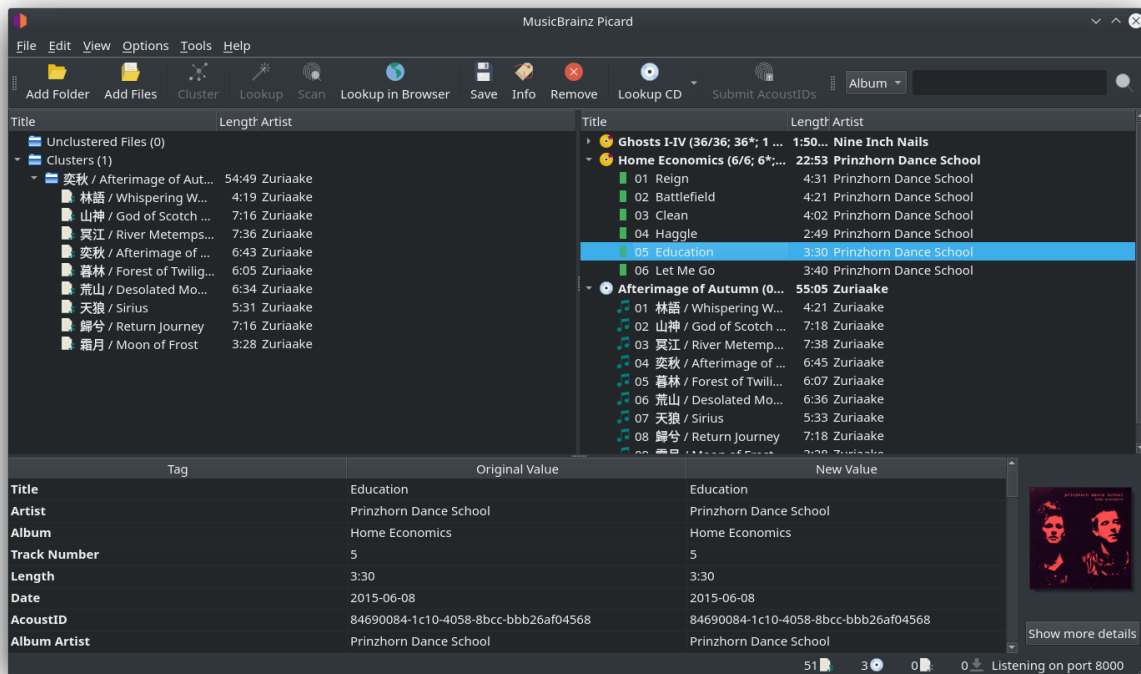 MusicBrainz Picard
File Edit View Options Tools Help
Add Folder Add Files Cluster Lookup Scan Lookup in Browser Save Info Remove Lookup CD Submit AcoustIDs Album
Title Length Artist
Unclustered Files (0)
Clusters (1)
奕秋 / Afterimage of Aut... 54:49 Zuriaake
林語 / Whispering W... 4:19 Zuriaake
山神 / God of Scotch ... 7:16 Zuriaake
冥江 / River Metemps... 7:36 Zuriaake
奕秋 / Afterimage of ... 6:43 Zuriaake
暮林 / Forest of Twilig... 6:05 Zuriaake
荒山 / Desolated Mo... 6:34 Zuriaake
天狼 / Sirius 5:31 Zuriaake
歸兮 / Return Journey 7:16 Zuriaake
霜月 / Moon of Frost 3:28 Zuriaake
Title Length Artist
Ghosts I-IV (36/36; 36*; 1 ... 1:50... Nine Inch Nails
Home Economics (6/6; 6*;... 22:53 Prinzhorn Dance School
01 Reign 4:31 Prinzhorn Dance School
02 Battlefield 4:21 Prinzhorn Dance School
03 Clean 4:02 Prinzhorn Dance School
04 Haggle 2:49 Prinzhorn Dance School
05 Education 3:30 Prinzhorn Dance School
06 Let Me Go 3:40 Prinzhorn Dance School
Afterimage of Autumn (0... 55:05 Zuriaake
01 林語 / Whispering W... 4:21 Zuriaake
02 山神 / God of Scotch ... 7:18 Zuriaake
03 冥江 / River Metemp... 7:38 Zuriaake
04 奕秋 / Afterimage of ... 6:45 Zuriaake
05 暮林 / Forest of Twili... 6:07 Zuriaake
06 荒山 / Desolated Mo... 6:36 Zuriaake
07 天狼 / Sirius 5:33 Zuriaake
08 歸兮 / Return Journey 7:18 Zuriaake
09 霜月 / Moon of Frost 3:28 Zuriaake
Tag Original Value New Value
Title Education Education
Artist Prinzhorn Dance School Prinzhorn Dance School
Album Home Economics Home Economics
Track Number 5 5
Length 3:30 3:30
Date 2015-06-08 2015-06-08
AcoustID 84690084-1c10-4058-8bcc-bbb26af04568 84690084-1c10-4058-8bcc-bbb26af04568
Album Artist Prinzhorn Dance School Prinzhorn Dance School
prinzhorn dance school
home economics
Show more details
51 3 0 0 Listening on port 8000